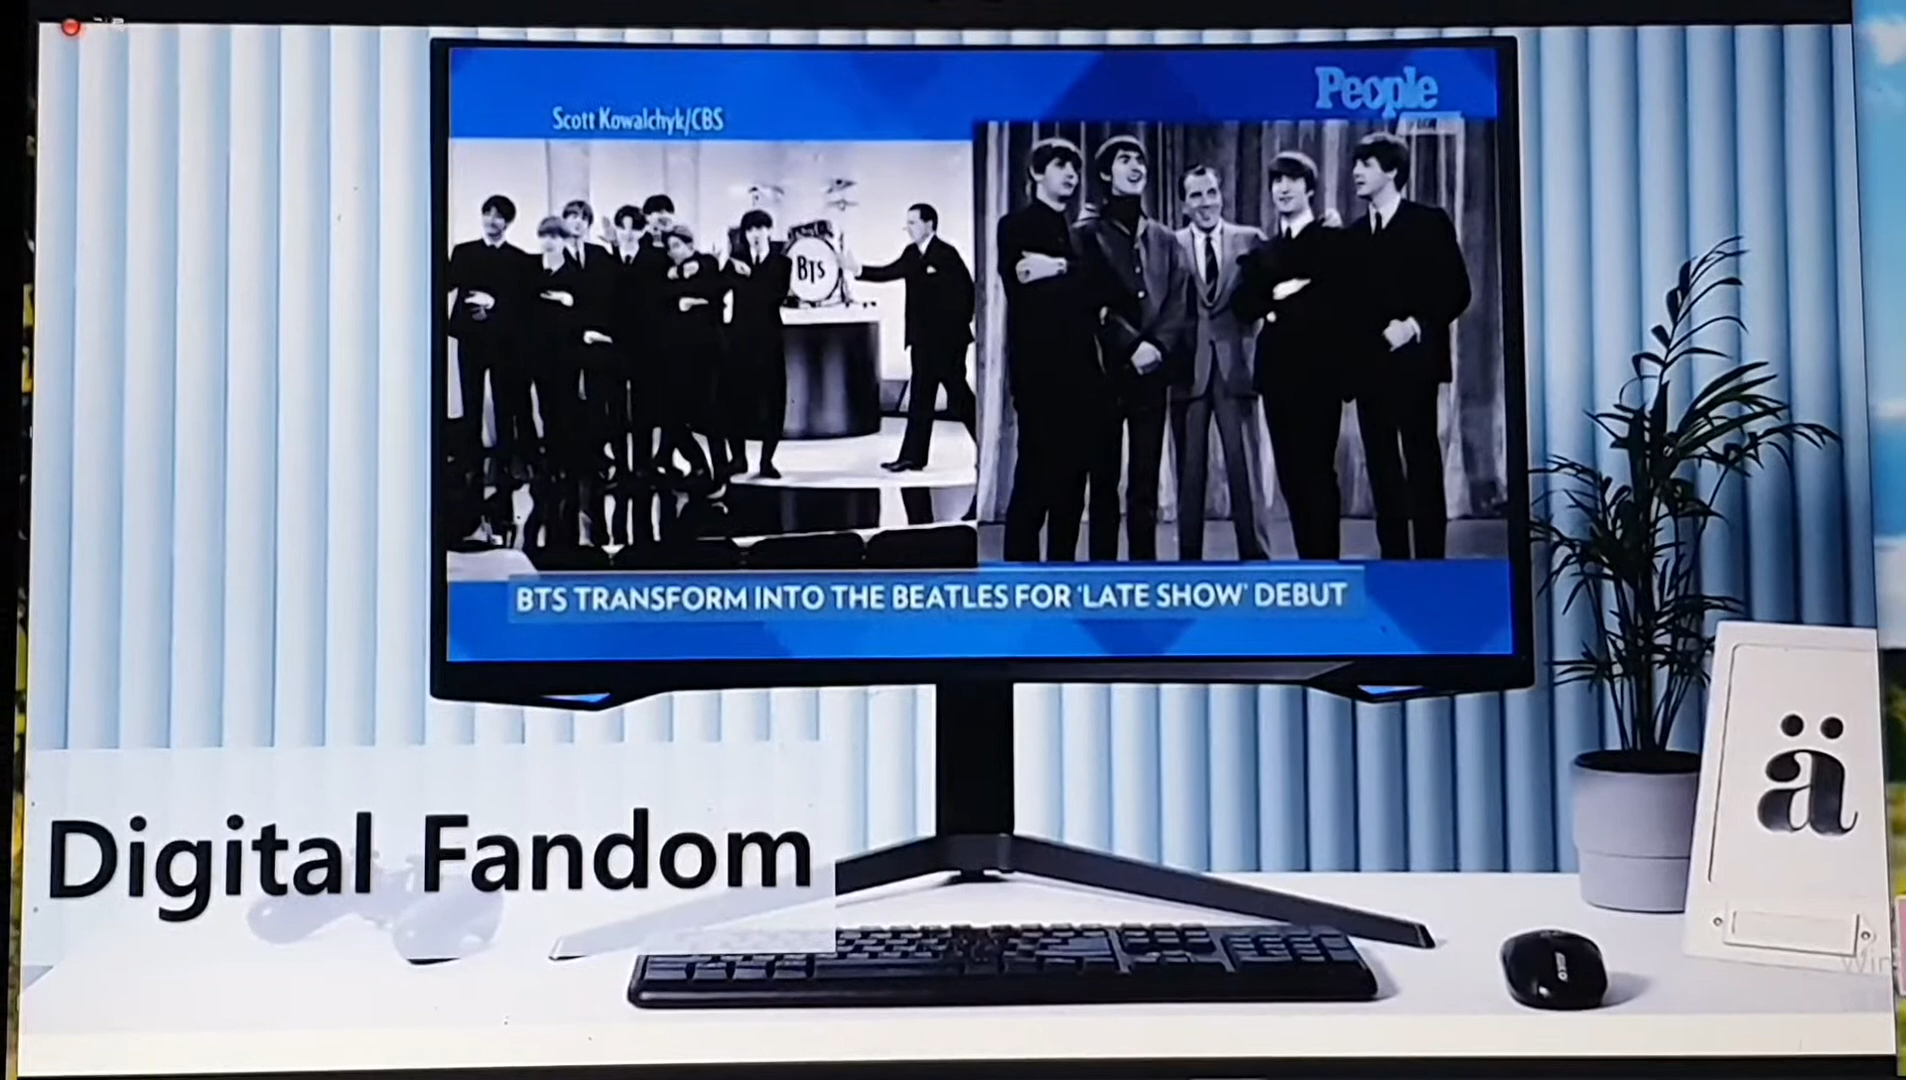 People
Scott Kowalchyk/CBS
BTS
BTS TRANSFORM INTO THE BEATLES FOR ‘LATE SHOW’ DEBUT
Digital Fandom
ä